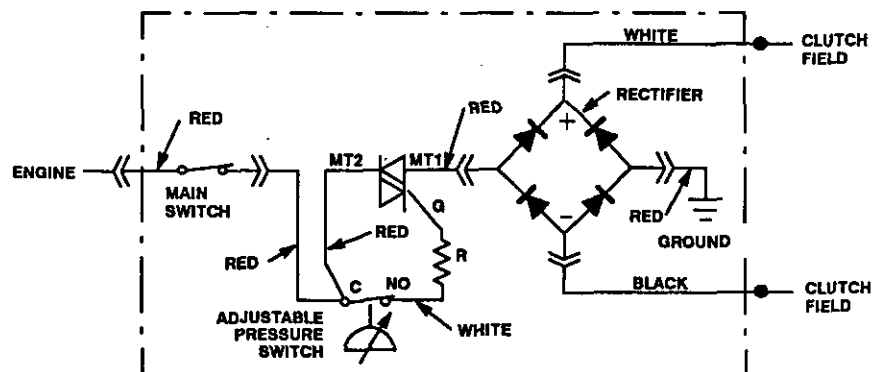 WHITE
CLUTCH
FIELD
RED
RECTIFIER
RED
+
ENGINE
MT2
MT1
MAIN
SWITCH
G
RED
GROUND
RED
RED
R
−
C
NO
BLACK
CLUTCH
FIELD
ADJUSTABLE
PRESSURE
SWITCH
WHITE